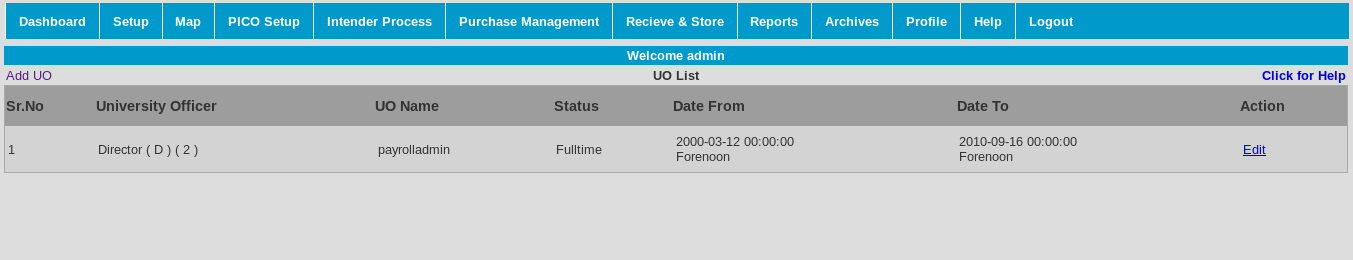 Dashboard Setup Map PICO Setup Intender Process Purchase Management Recieve & Store Reports Archives Profile Help Logout
Welcome admin
Add UO UO List Click for Help
Sr.No University Officer UO Name Status Date From Date To Action
1 Director ( D ) ( 2 ) payrolladmin Fulltime 2000-03-12 00:00:00 2010-09-16 00:00:00 Edit
Forenoon Forenoon